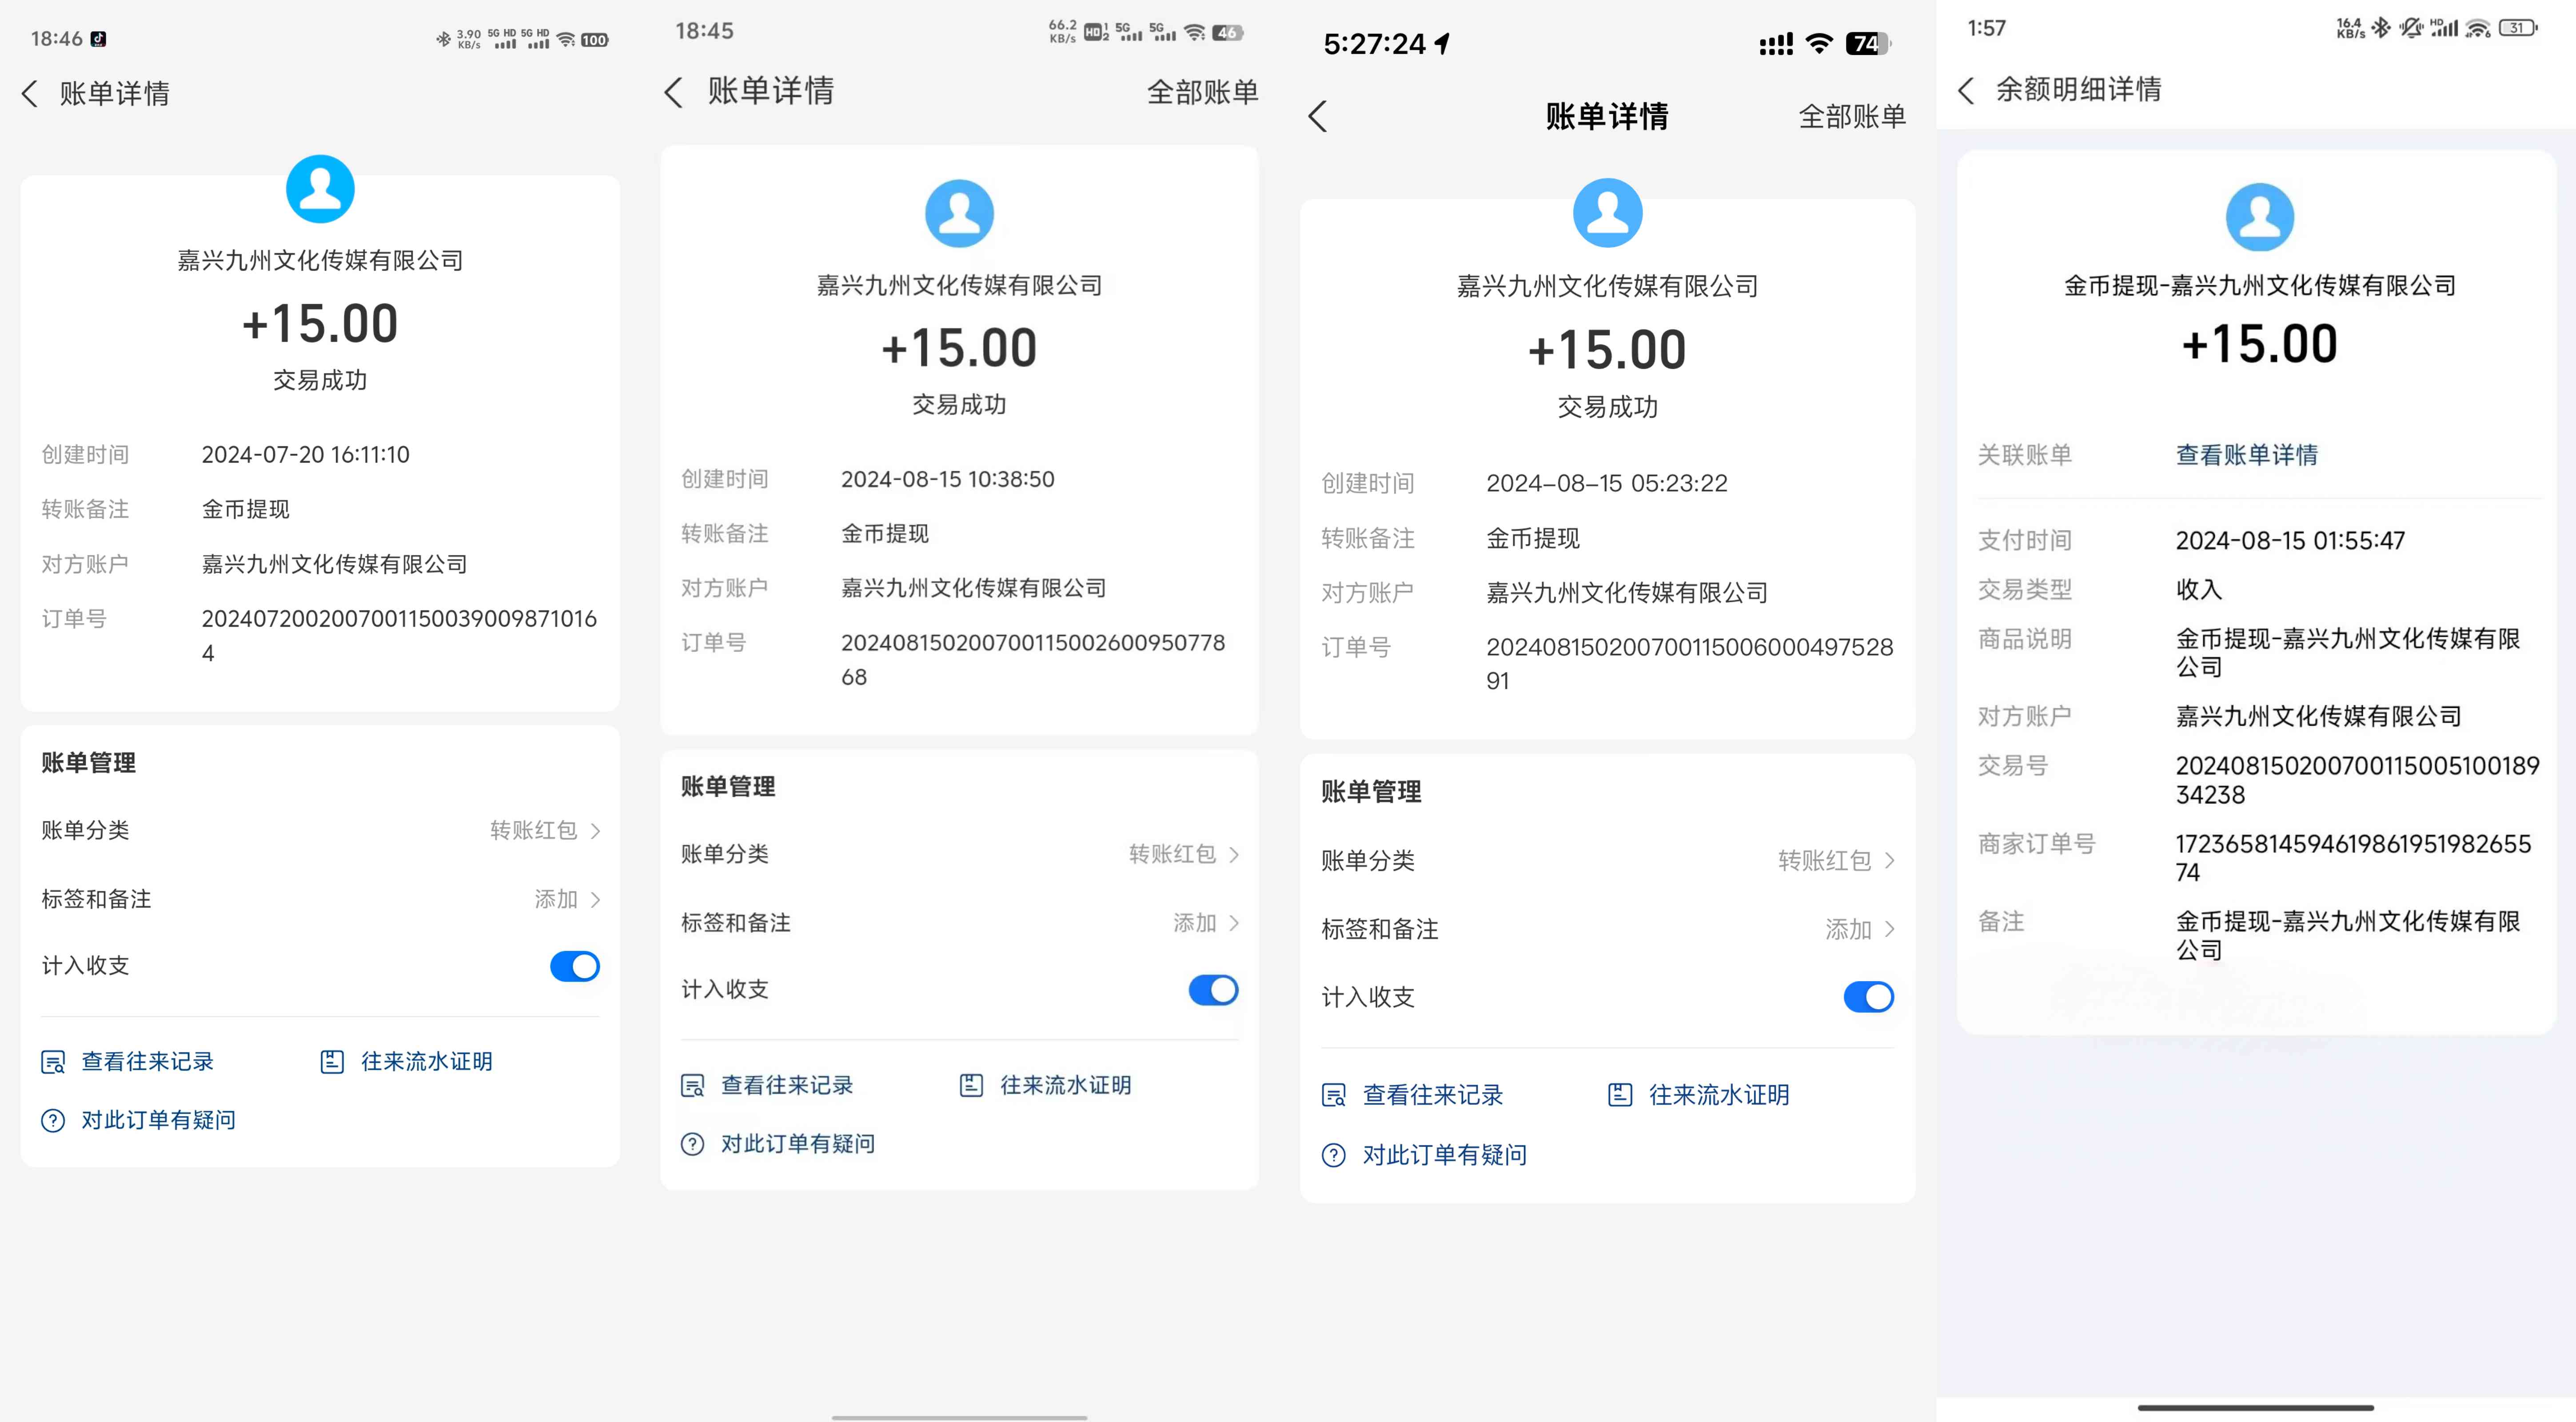 18:46
3.90
KB/s
5G HD 5G HD
100
账单详情
嘉兴九州文化传媒有限公司
+15.00
交易成功
创建时间 2024-07-20 16:11:10
转账备注 金币提现
对方账户 嘉兴九州文化传媒有限公司
订单号 2024072002007001150039009871016
4
账单管理
账单分类 转账红包
标签和备注 添加
计入收支
查看往来记录 往来流水证明
对此订单有疑问
18:45
66.2
KB/s
HD 1 2
5G 5G
46
账单详情 全部账单
嘉兴九州文化传媒有限公司
+15.00
交易成功
创建时间 2024-08-15 10:38:50
转账备注 金币提现
对方账户 嘉兴九州文化传媒有限公司
订单号 202408150200700115002600950778
68
账单管理
账单分类 转账红包
标签和备注 添加
计入收支
查看往来记录 往来流水证明
对此订单有疑问
5:27:24
74
账单详情 全部账单
嘉兴九州文化传媒有限公司
+15.00
交易成功
创建时间 2024-08-15 05:23:22
转账备注 金币提现
对方账户 嘉兴九州文化传媒有限公司
订单号 202408150200700115006000497528
91
账单管理
账单分类 转账红包
标签和备注 添加
计入收支
查看往来记录 往来流水证明
对此订单有疑问
1:57
16.4
KB/s
HD
6
31
余额明细详情
金币提现-嘉兴九州文化传媒有限公司
+15.00
关联账单 查看账单详情
支付时间 2024-08-15 01:55:47
交易类型 收入
商品说明 金币提现-嘉兴九州文化传媒有限
公司
对方账户 嘉兴九州文化传媒有限公司
交易号 202408150200700115005100189
34238
商家订单号 172365814594619861951982655
74
备注 金币提现-嘉兴九州文化传媒有限
公司